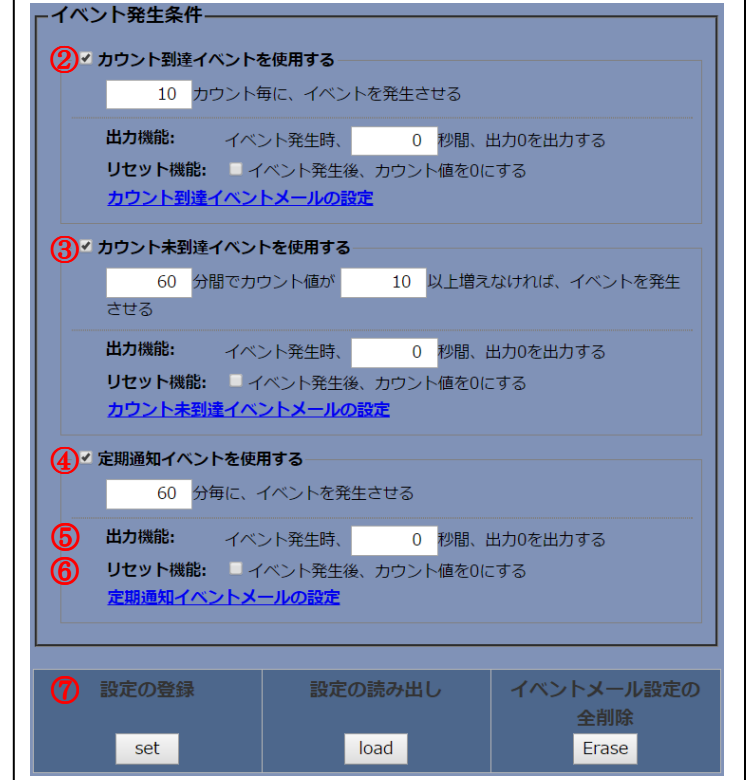 イベント発生条件
② カウント到達イベントを使用する
10 カウント毎に、イベントを発生させる
出力機能: イベント発生時、 0 秒間、出力0を出力する
リセット機能: イベント発生後、カウント値を0にする
カウント到達イベントメールの設定
③ カウント未到達イベントを使用する
60 分間でカウント値が 10 以上増えなければ、イベントを発生
させる
出力機能: イベント発生時、 0 秒間、出力0を出力する
リセット機能: イベント発生後、カウント値を0にする
カウント未到達イベントメールの設定
④ 定期通知イベントを使用する
60 分毎に、イベントを発生させる
⑤ 出力機能: イベント発生時、 0 秒間、出力0を出力する
⑥ リセット機能: イベント発生後、カウント値を0にする
定期通知イベントメールの設定
⑦ 設定の登録
set
設定の読み出し
load
イベントメール設定の
全削除
Erase